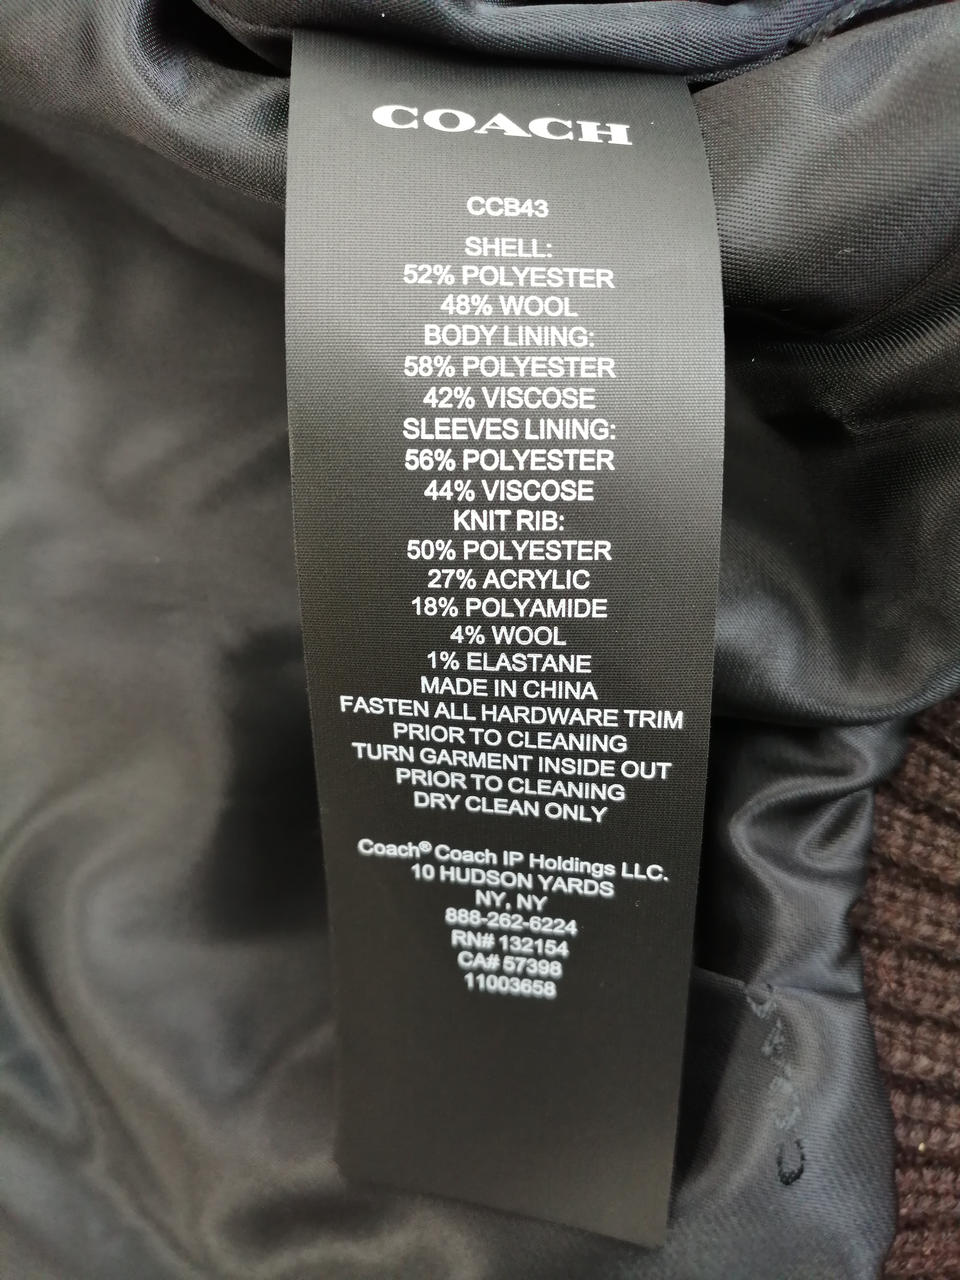 COACH
CCB43
SHELL:
52% POLYESTER
48% WOOL
BODY LINING:
58% POLYESTER
42% VISCOSE
SLEEVES LINING:
56% POLYESTER
44% VISCOSE
KNIT RIB:
50% POLYESTER
27% ACRYLIC
18% POLYAMIDE
4% WOOL
1% ELASTANE
MADE IN CHINA
FASTEN ALL HARDWARE TRIM
PRIOR TO CLEANING
TURN GARMENT INSIDE OUT
PRIOR TO CLEANING
DRY CLEAN ONLY
Coach® Coach IP Holdings LLC.
10 HUDSON YARDS
NY, NY
888-262-6224
RN# 132154
CA# 57398
11003658